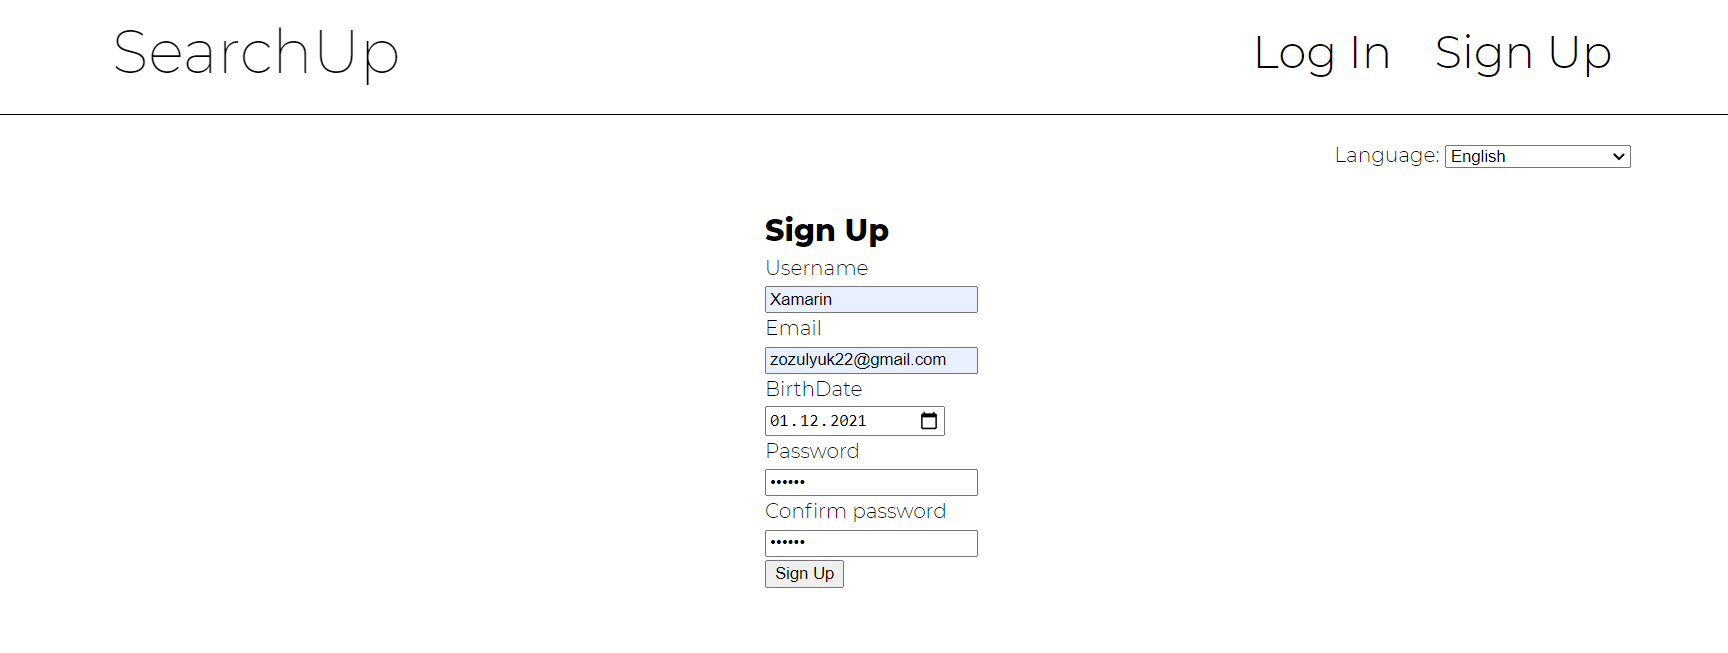 SearchUp Log In Sign Up
Language: English
Sign Up
Username
Xamarin
Email
zozulyuk22@gmail.com
BirthDate
01.12.2021
Password
••••••
Confirm password
••••••
Sign Up